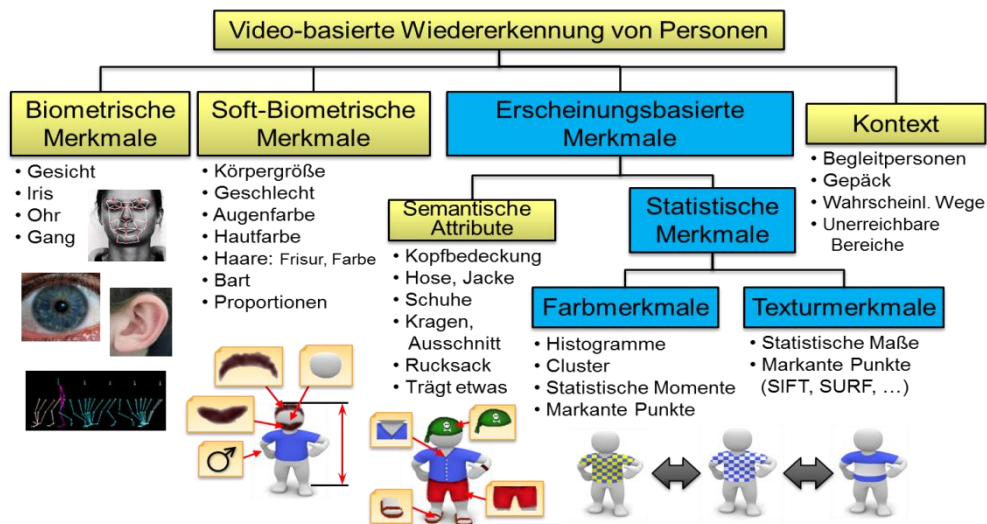 Video-basierte Wiedererkennung von Personen
Biometrische
Merkmale
• Gesicht
• Iris
• Ohr
• Gang
Soft-Biometrische
Merkmale
• Körpergröße
• Geschlecht
• Augenfarbe
• Hautfarbe
• Haare: Frisur, Farbe
• Bart
• Proportionen
Erscheinungsbasierte
Merkmale
Semantische
Attribute
• Kopfbedeckung
• Hose, Jacke
• Schuhe
• Kragen,
Ausschnitt
• Rucksack
• Trägt etwas
Statistische
Merkmale
Farbmerkmale
• Histogramme
• Cluster
• Statistische Momente
• Markante Punkte
Texturmerkmale
• Statistische Maße
• Markante Punkte
(SIFT, SURF, …)
Kontext
• Begleitpersonen
• Gepäck
• Wahrscheinl. Wege
• Unerreichbare
Bereiche